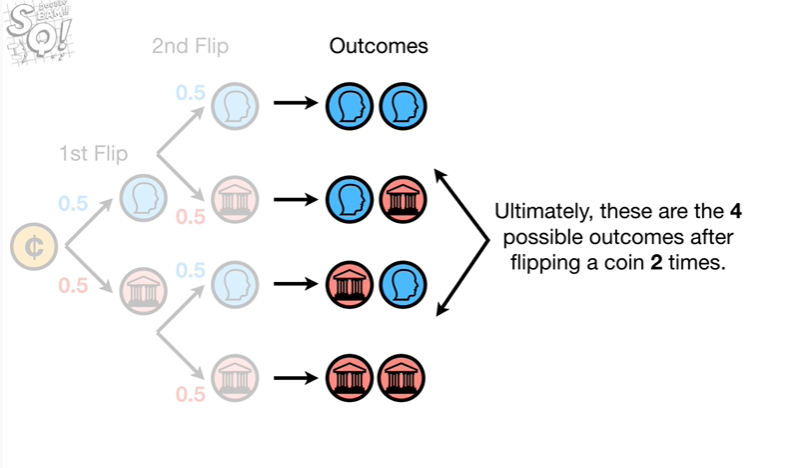 SQ!
2nd Flip
Outcomes
0.5
1st Flip
0.5
0.5
¢
0.5
0.5
0.5
Ultimately, these are the 4
possible outcomes after
flipping a coin 2 times.